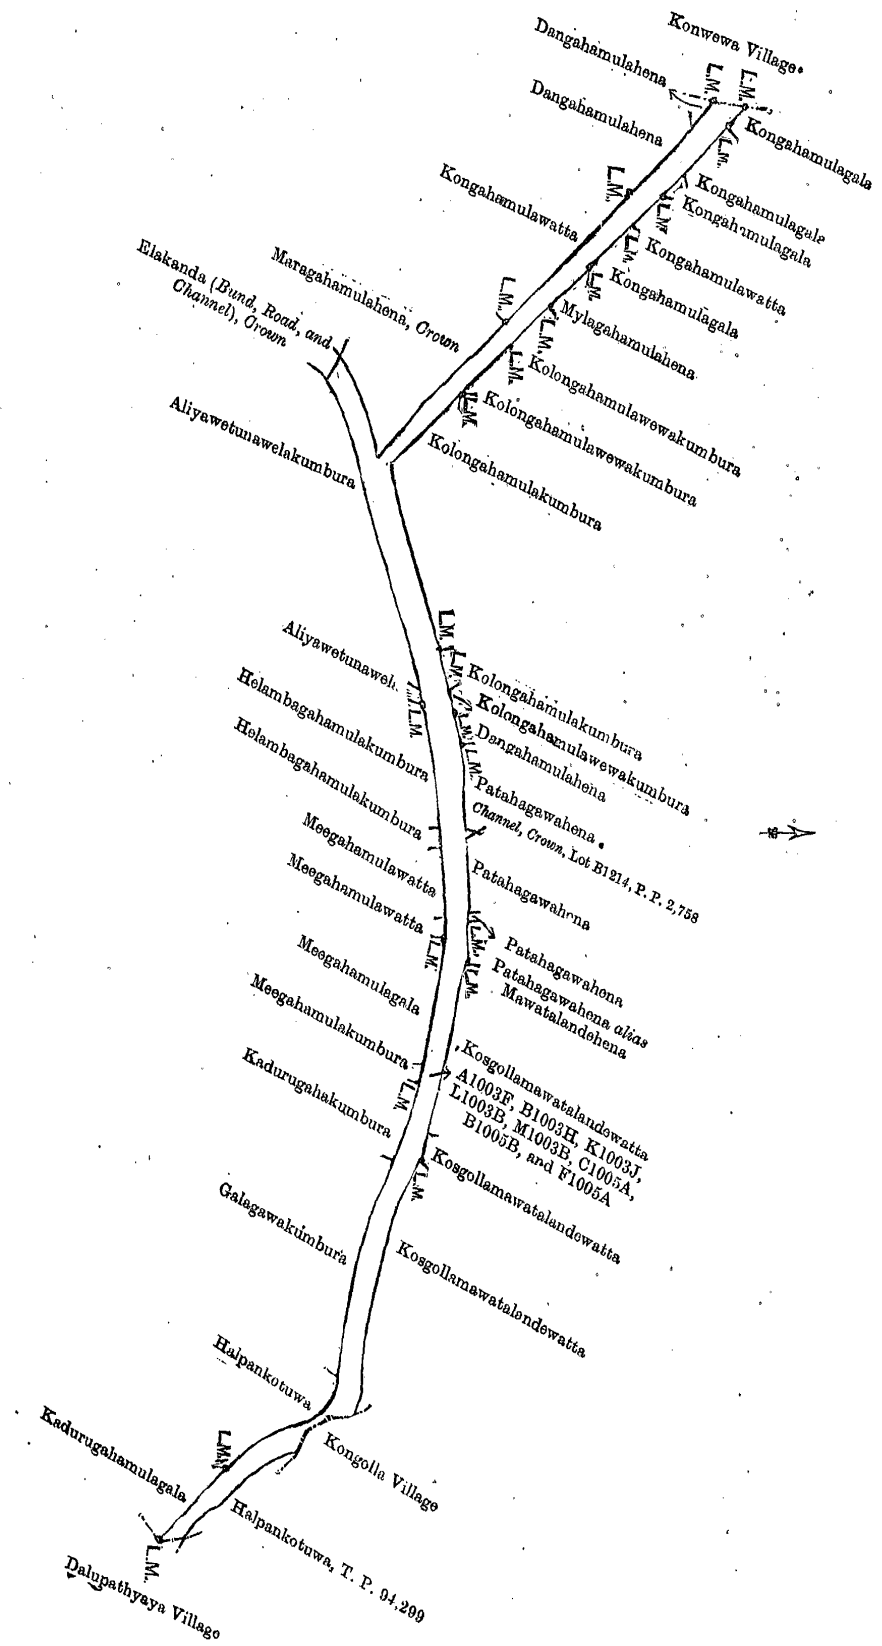 Konwewa Village.
Dangahamulahena
L.M.
L.M.
Dangahamulahena
Kongahamulagala
L.M.
L.M.
Kongahamulawatta
Kongahamulagala
L.M.
Kongahamulagala
L.M.
Kongahamulawatta
L.M.
Kongahamulagala
Elakanda (Bund, Road, and
Channel), Crown
Maragahamulahena, Crown
L.M.
L.M.
Mylagahamulahena
L.M.
Kolongahamulawewakumbura
L.M.
Kolongahamulawewakumbura
Aliyawetunawelakumbura
Kolongahamulakumbura
L.M.
L.M.
Aliyawetunawela
L.M.
Kolongahamulakumbura
L.M.
Kolongahamulawewakumbura
Helambagahamulakumbura
Dangahamulahena
L.M.
Helambagahamulakumbura
Patahagawahena
Channel, Crown, Lot B1214, P. P. 2,758
Meegahamulawatta
Patahagawahena
Meegahamulawatta
L.M.
L.M.
Patahagawahena
L.M.
Patahagawahena alias
Mawatalandehena
Meegahamulagala
Meegahamulakumbura
Kosgollamawatalandewatta
A1003F, B1003H, K1003J,
L1003B, M1003B, C1005A,
B1005B, and F1005A
L.M.
Kadurugahakumbura
L.M.
Kosgollamawatalandewatta
Galagawakumbura
Kosgollamawatalandewatta
Halpankotuwa
L.M.
Kongolla Village
Kadurugahamulagala
Halpankotuwa, T. P. 94,299
L.M.
Dalupathyaya Village